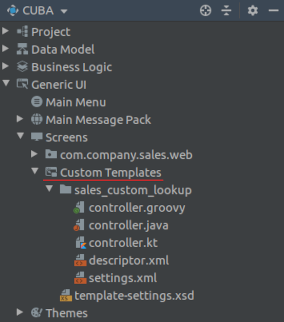 CUBA
Project
Data Model
Business Logic
Generic UI
Main Menu
Main Message Pack
Screens
com.company.sales.web
Custom Templates
sales_custom_lookup
controller.groovy
controller.java
controller.kt
descriptor.xml
settings.xml
template-settings.xsd
Themes